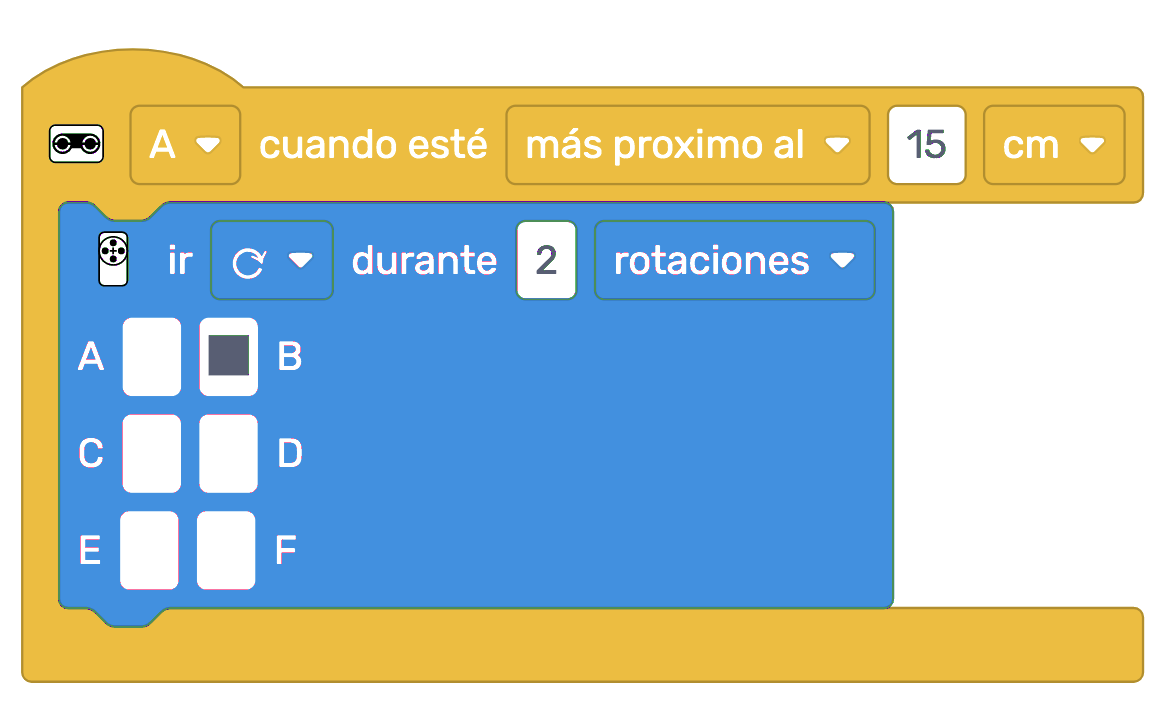 A cuando esté más proximo al 15 cm
ir durante 2 rotaciones
A B
C D
E F